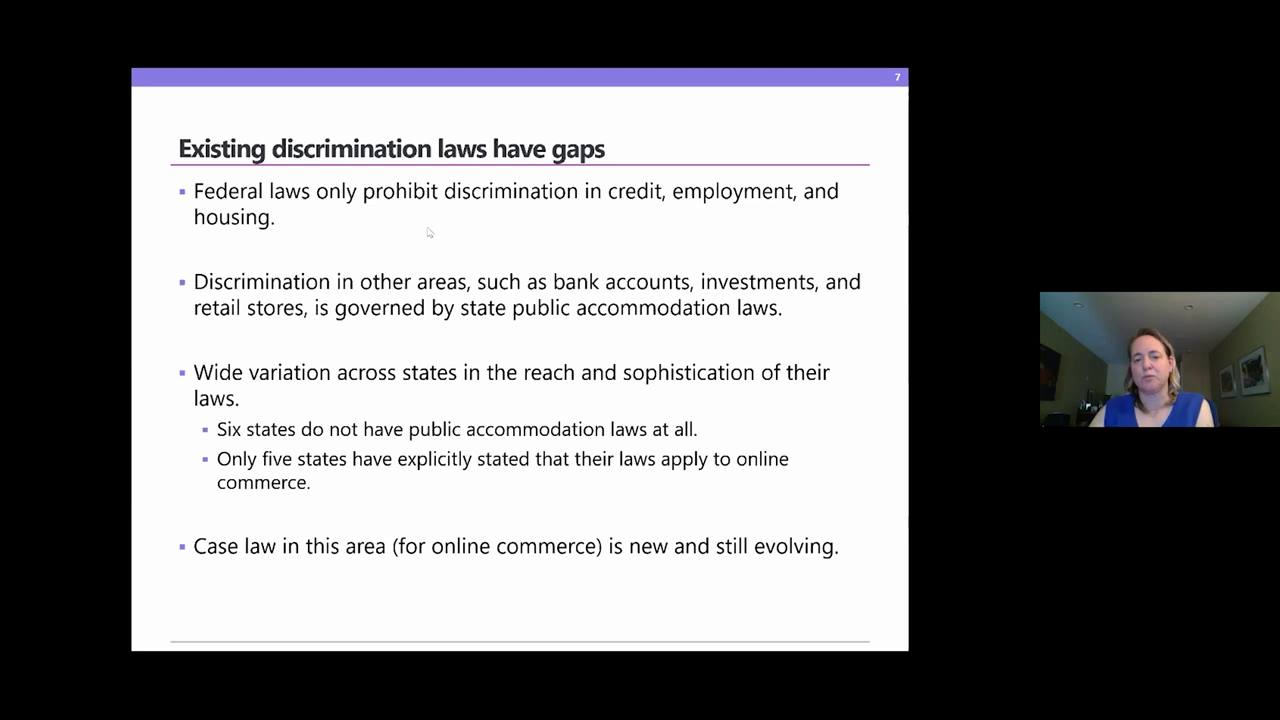 7
Existing discrimination laws have gaps
▪ Federal laws only prohibit discrimination in credit, employment, and
housing.
▪ Discrimination in other areas, such as bank accounts, investments, and
retail stores, is governed by state public accommodation laws.
▪ Wide variation across states in the reach and sophistication of their
laws.
▪ Six states do not have public accommodation laws at all.
▪ Only five states have explicitly stated that their laws apply to online
commerce.
▪ Case law in this area (for online commerce) is new and still evolving.